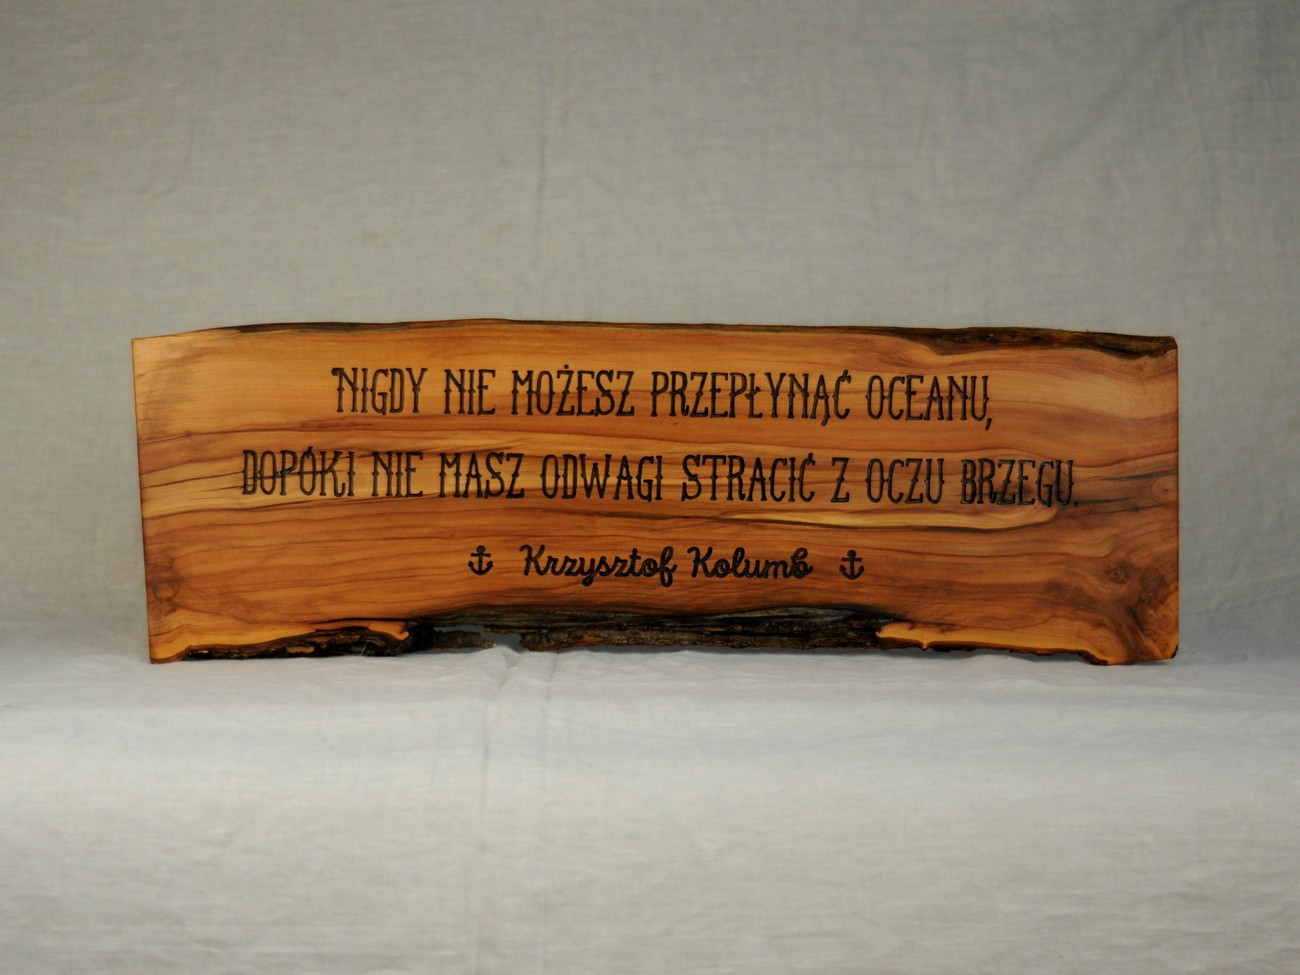 NIGDY NIE MOŻESZ PRZEPŁYNĄĆ OCEANU,
DOPÓKI NIE MASZ ODWAGI STRACIĆ Z OCZU BRZEGU.
Krzysztof Kolumb